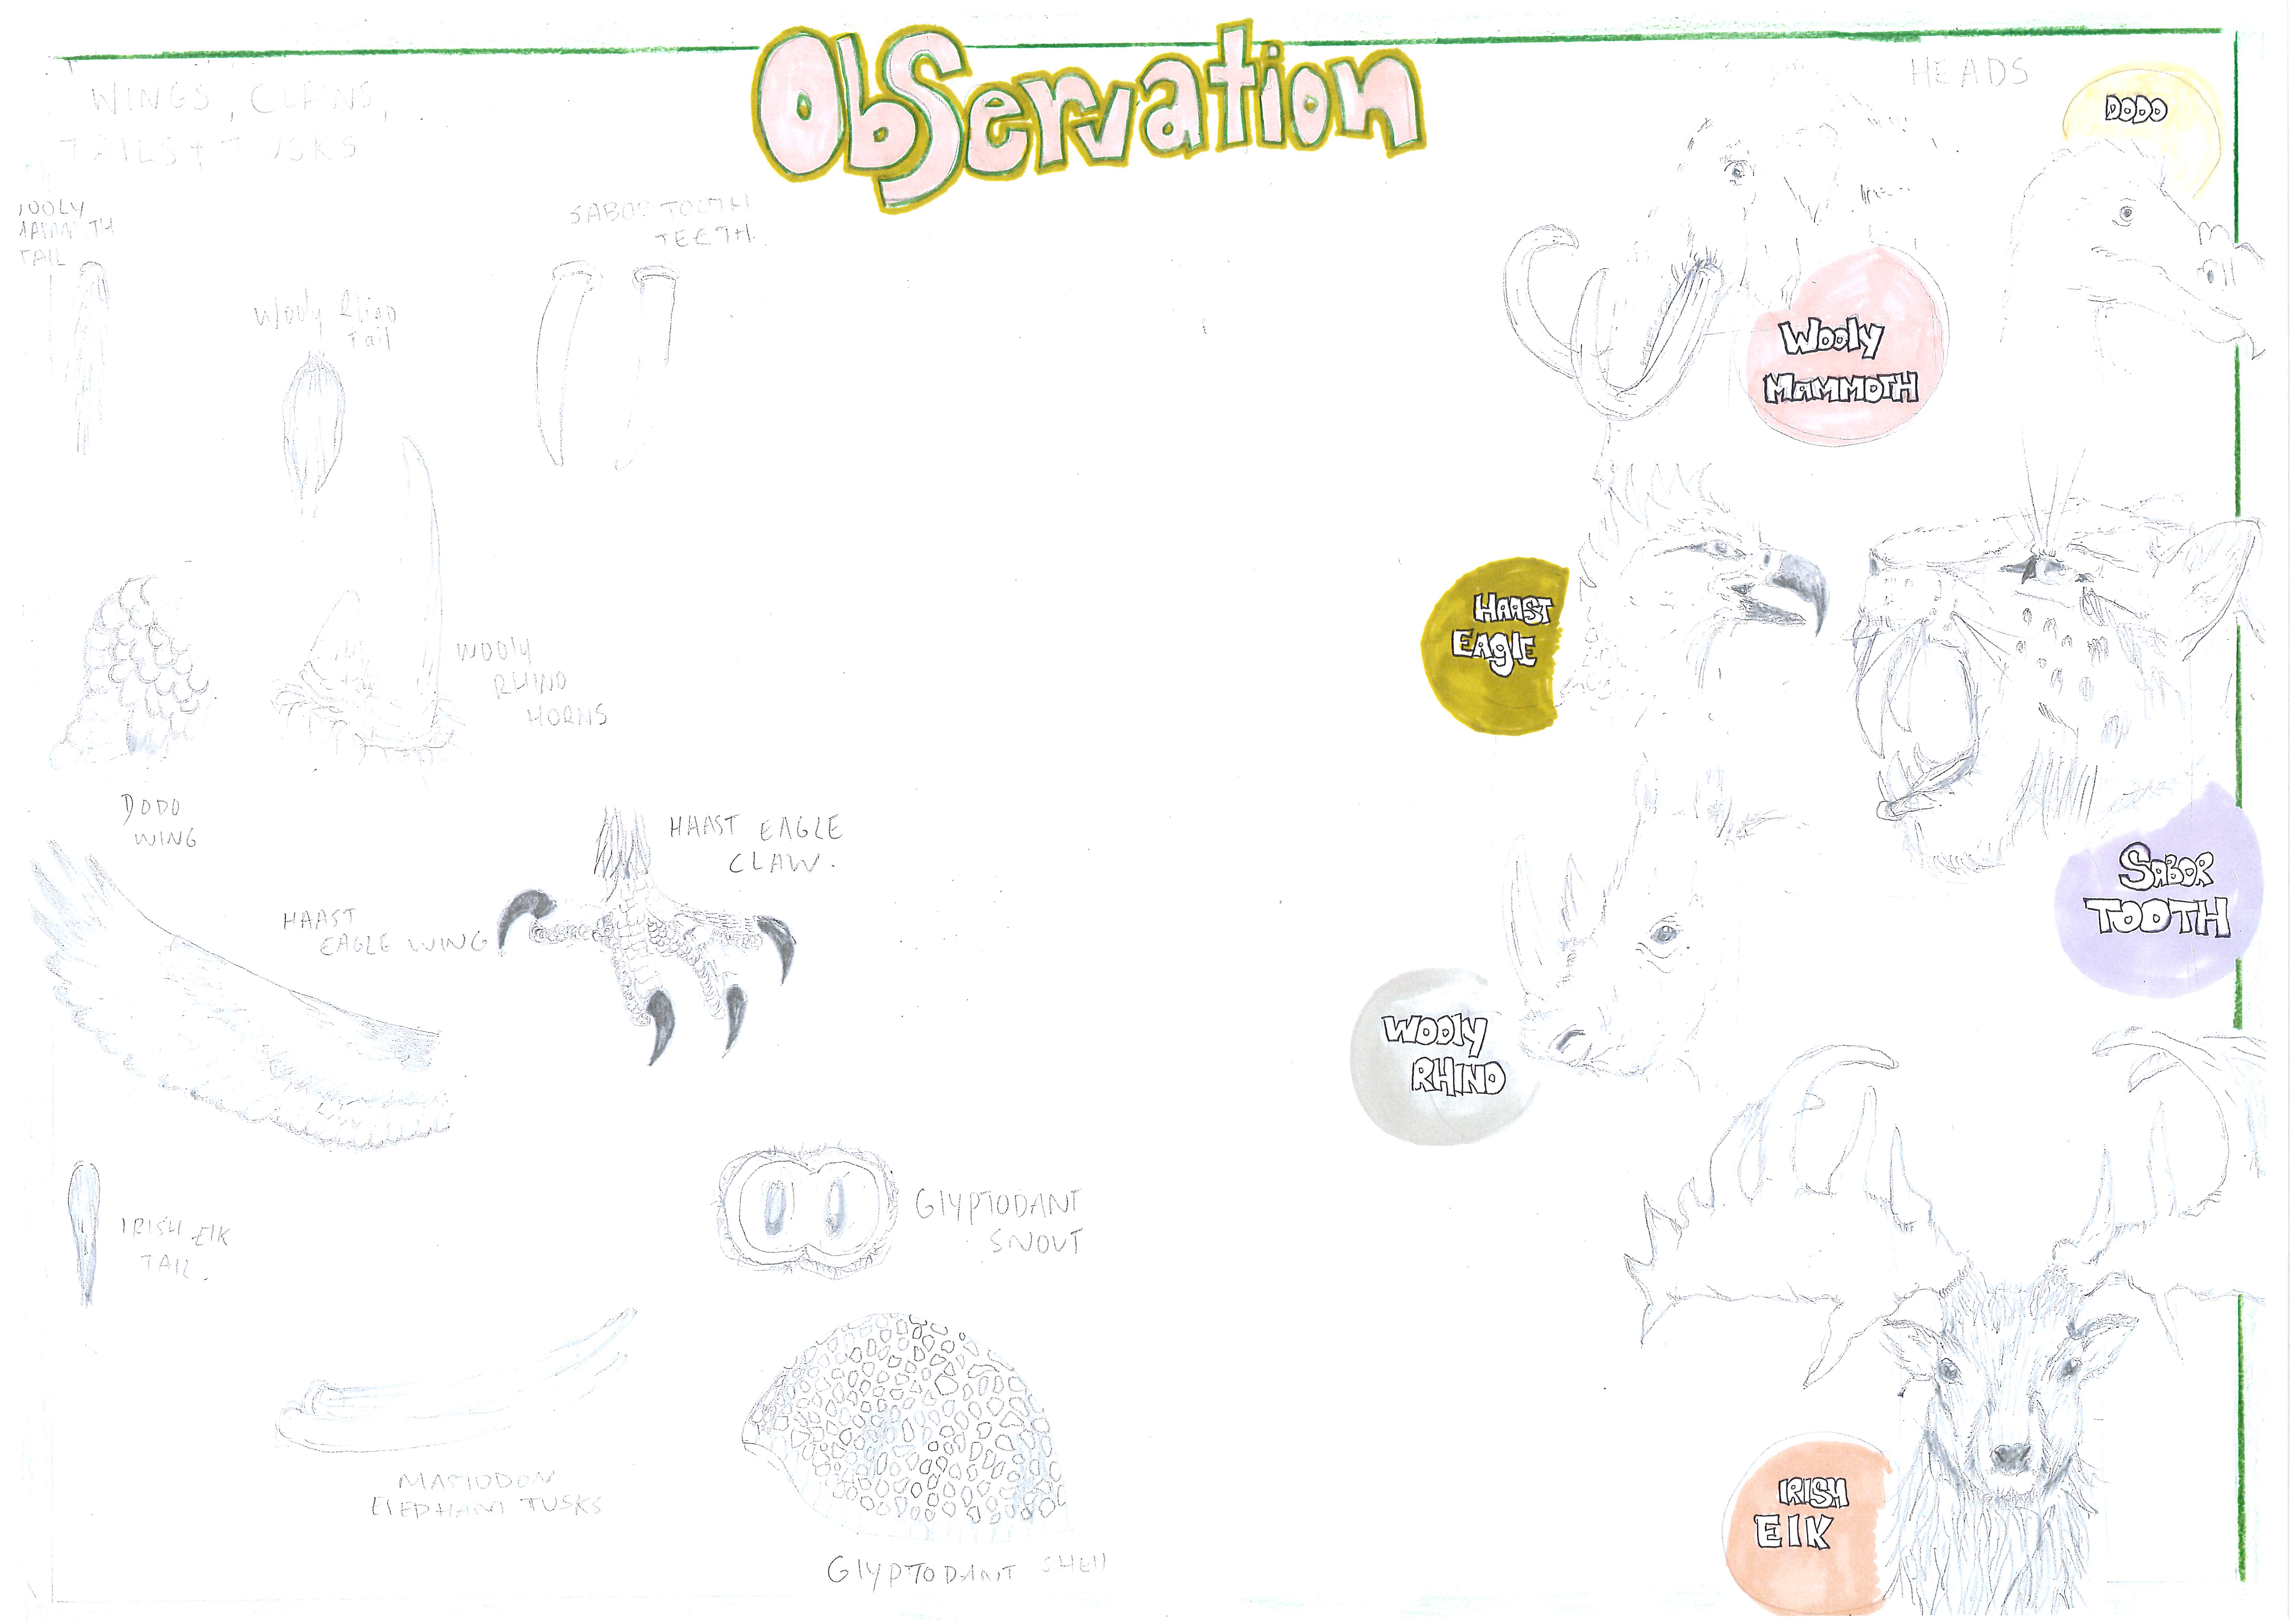 ObServation
WINGS, CLAWS,
TAILS + TUSKS
WOOLY
MAMMOTH
TAIL
Wooly Rhino
Tail
SABOR TOOTH
TEETH.
WOOLY
RHINO
HORNS
DODO
WING
HAAST
EAGLE WING
HAAST EAGLE
CLAW.
IRISH ElK
TAIL.
GlYPTODANT
SNOUT
MASTODON
ElEPHANT TUSKS
GlYPTODANT SHEll
HEADS
DODO
Wooly
MAMMOTH
HAAST
EAglE
SABOR
TOOTH
WOOly
RHINO
IRISH
ElK